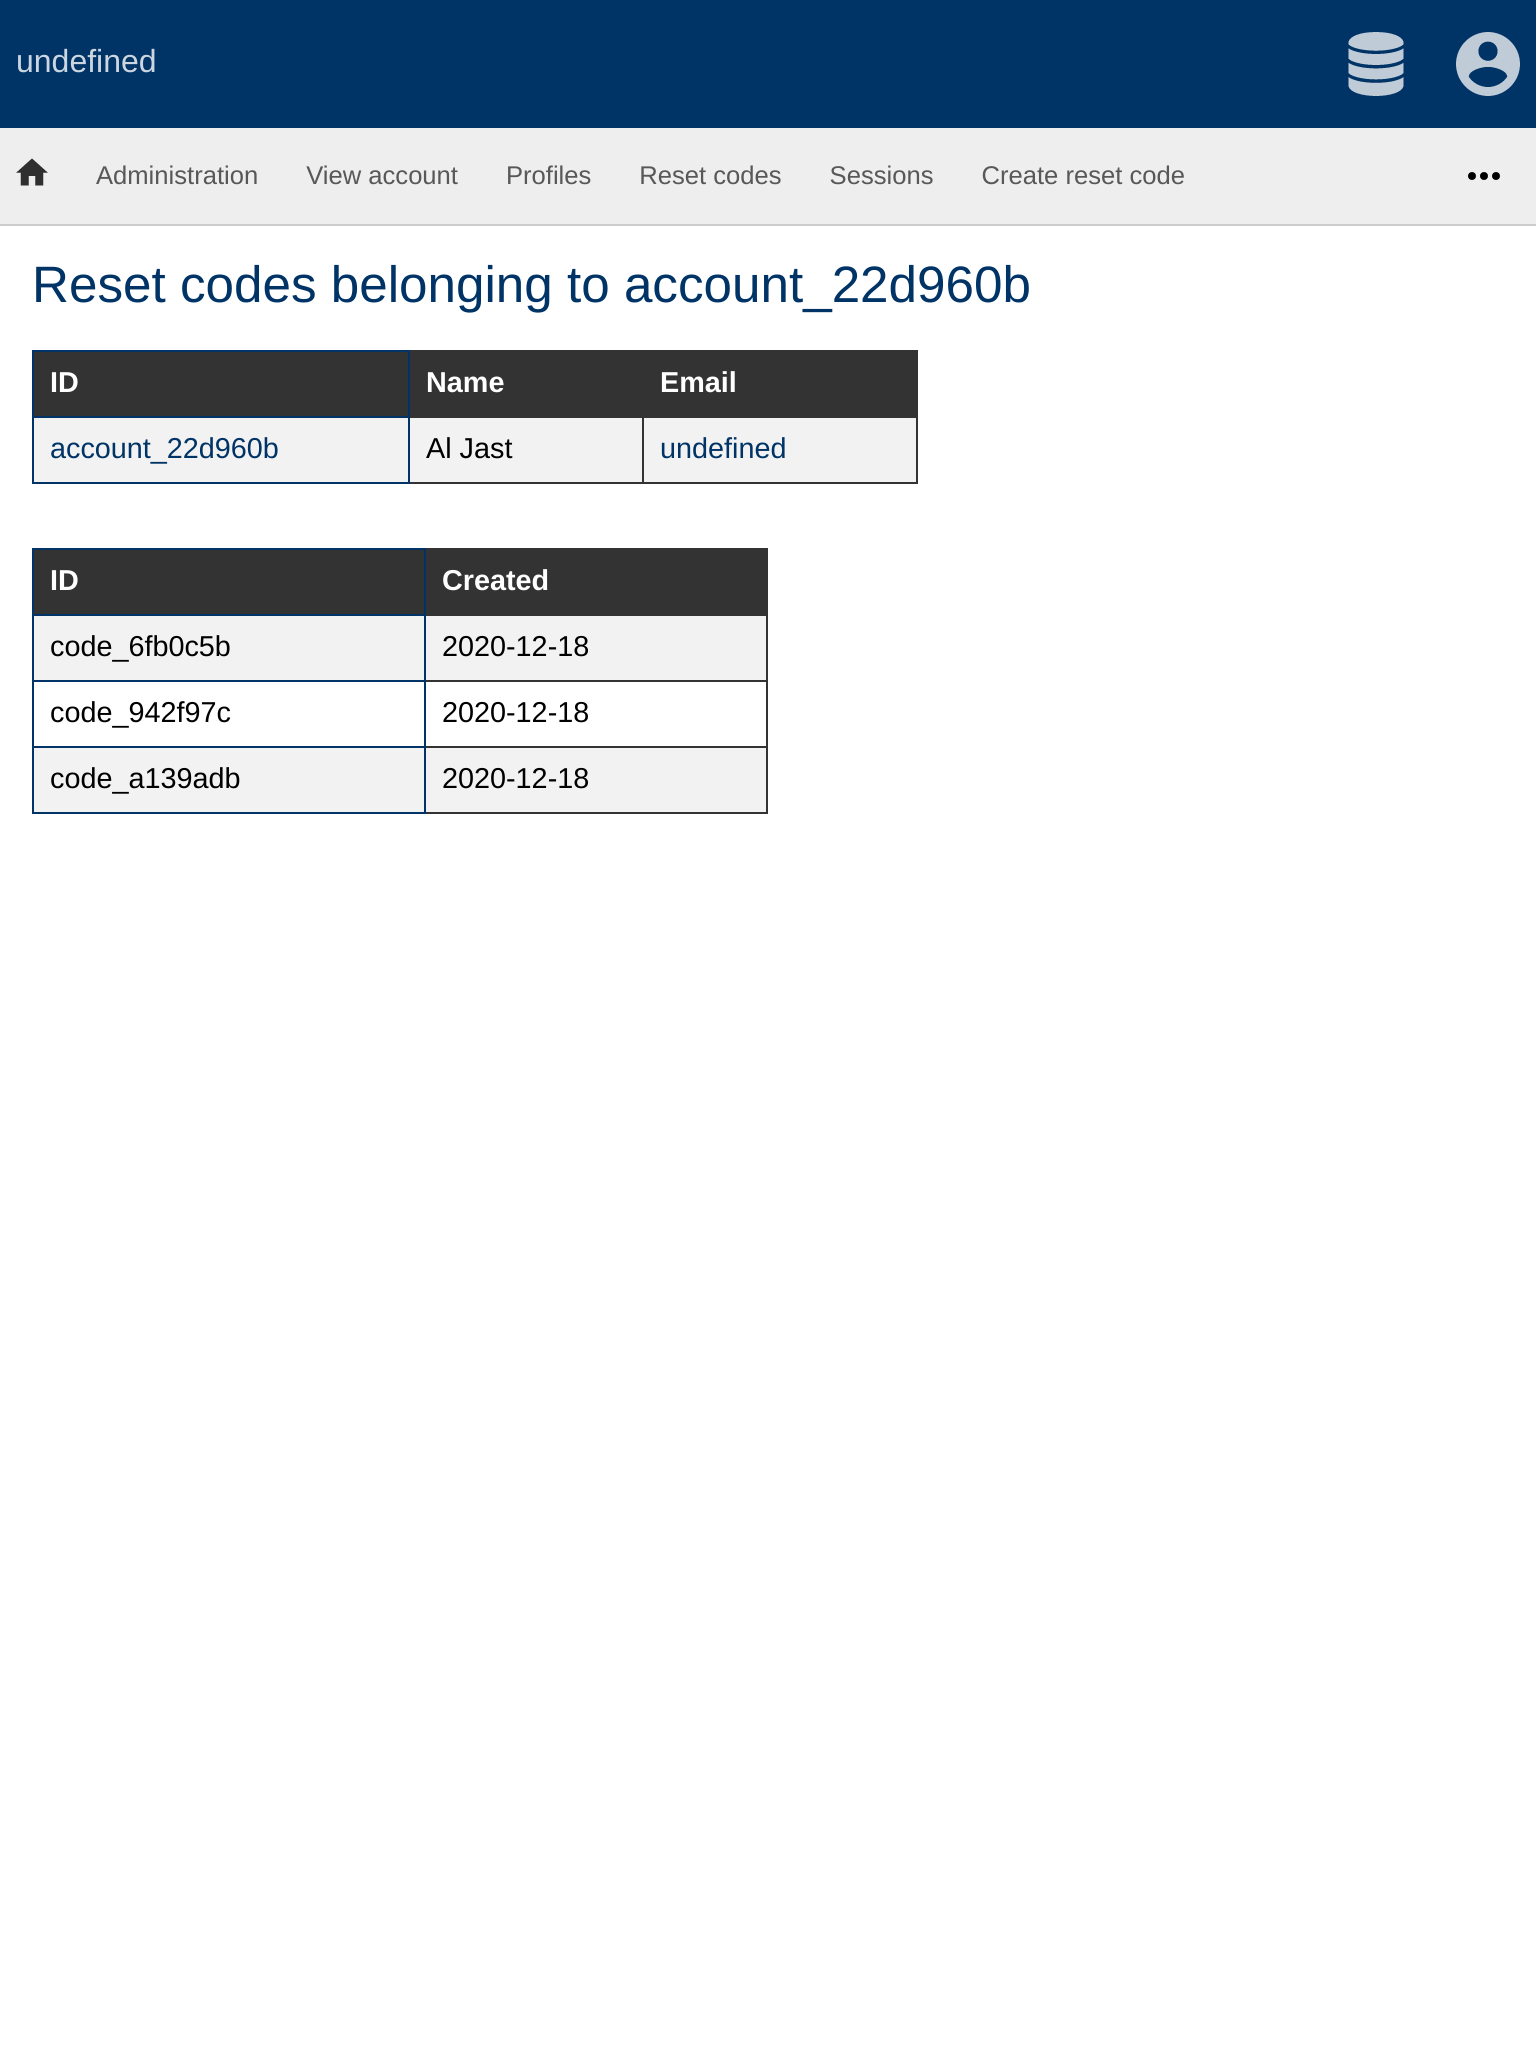 undefined
Administration View account Profiles Reset codes Sessions Create reset code
Reset codes belonging to account_22d960b
ID Name Email
account_22d960b Al Jast undefined
ID Created
code_6fb0c5b 2020-12-18
code_942f97c 2020-12-18
code_a139adb 2020-12-18